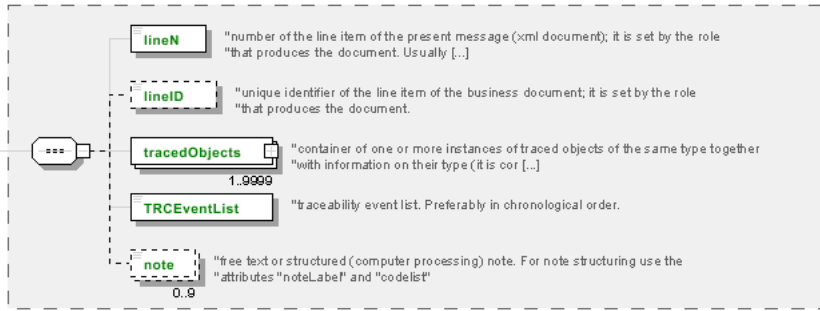 lineN
"number of the line item of the present message (xml document); it is set by the role
"that produces the document. Usually [...]
lineID
"unique identifier of the line item of the business document; it is set by the role
"that produces the document.
tracedObjects
"container of one or more instances of traced objects of the same type together
"with information on their type (it is cor [...]
1..9999
TRCEventList
"traceability event list. Preferably in chronological order.
note
"free text or structured (computer processing) note. For note structuring use the
"attributes "noteLabel" and "codelist"
0..9